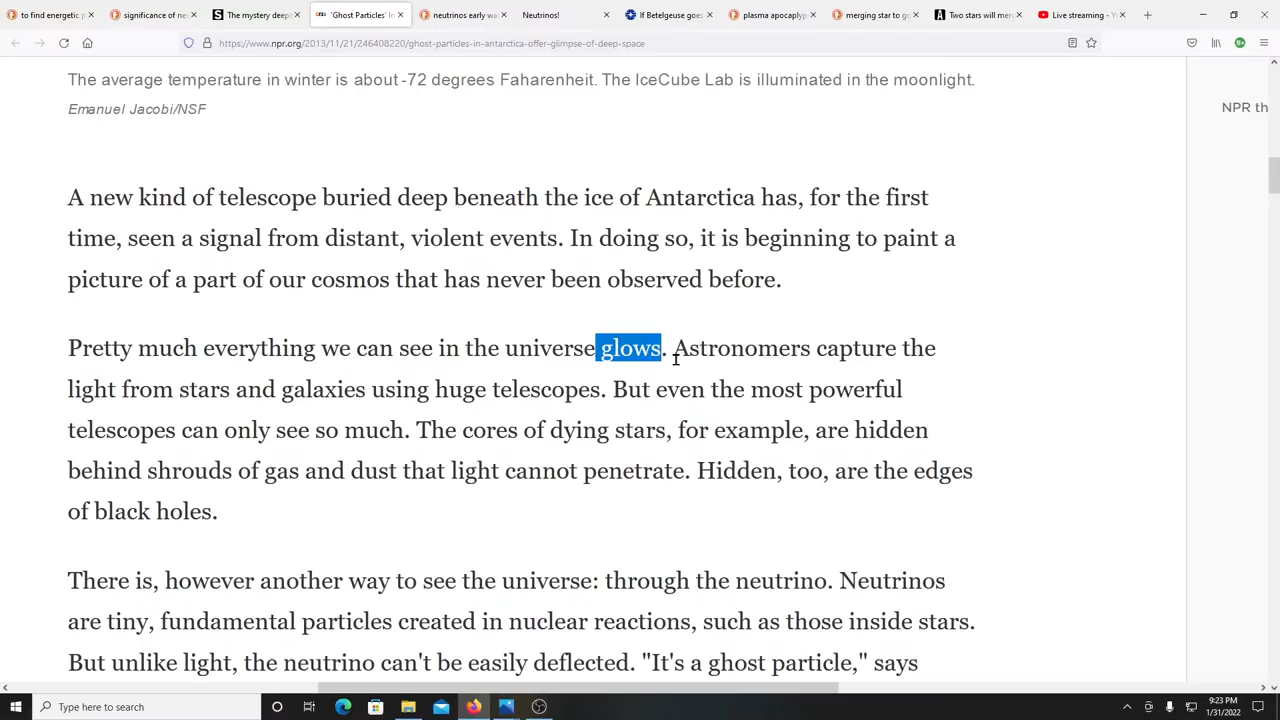 to find energetic p
significance of neu
The mystery deep
'Ghost Particles' In
neutrinos early wa
Neutrinos!
If Betelgeuse goes
plasma apocaplyp
merging star to go
Two stars will mer
Live streaming - Y
https://www.npr.org/2013/11/21/246408220/ghost-particles-in-antarctica-offer-glimpse-of-deep-space
The average temperature in winter is about -72 degrees Faharenheit. The IceCube Lab is illuminated in the moonlight.
Emanuel Jacobi/NSF
NPR th
A new kind of telescope buried deep beneath the ice of Antarctica has, for the first
time, seen a signal from distant, violent events. In doing so, it is beginning to paint a
picture of a part of our cosmos that has never been observed before.
Pretty much everything we can see in the universe glows. Astronomers capture the
light from stars and galaxies using huge telescopes. But even the most powerful
telescopes can only see so much. The cores of dying stars, for example, are hidden
behind shrouds of gas and dust that light cannot penetrate. Hidden, too, are the edges
of black holes.
There is, however another way to see the universe: through the neutrino. Neutrinos
are tiny, fundamental particles created in nuclear reactions, such as those inside stars.
But unlike light, the neutrino can't be easily deflected. "It's a ghost particle," says
Type here to search
9:23 PM
1/31/2022